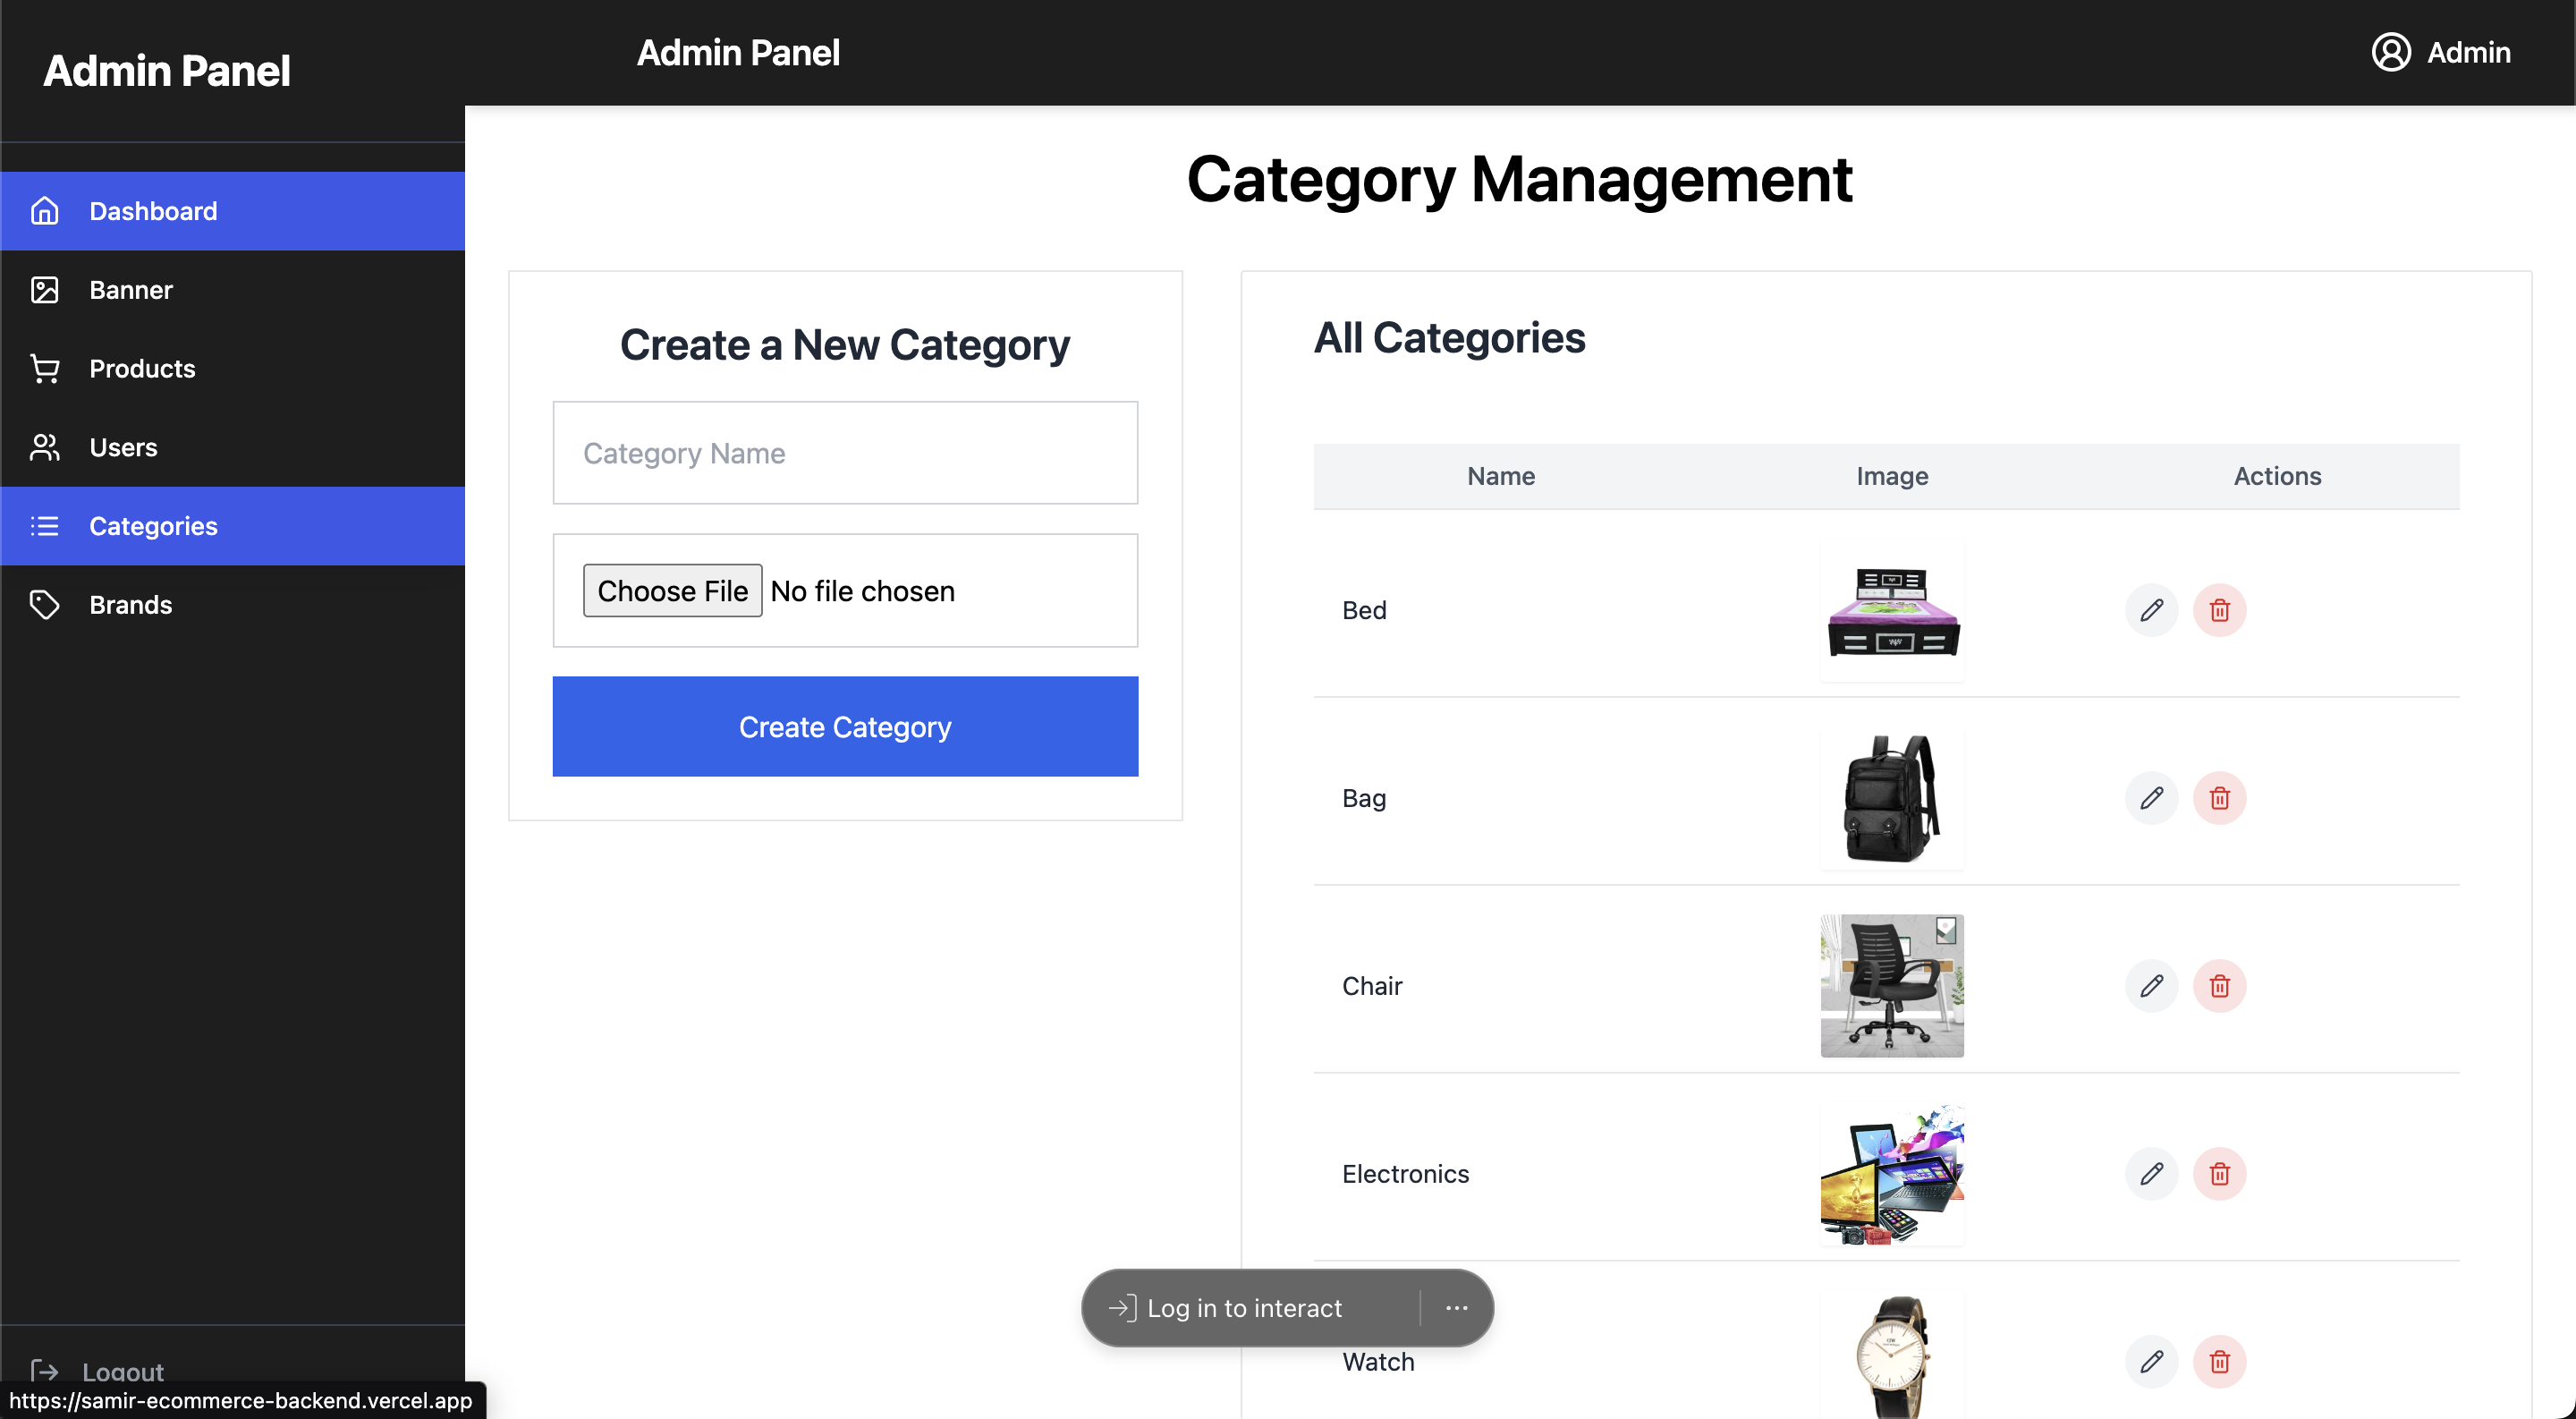 Admin Panel
Admin Panel
Admin
Dashboard
Banner
Products
Users
Categories
Brands
Logout
https://samir-ecommerce-backend.vercel.app
Category Management
Create a New Category
Category Name
Choose File No file chosen
Create Category
All Categories
Name Image Actions
Bed
Bag
Chair
Electronics
Watch
Log in to interact